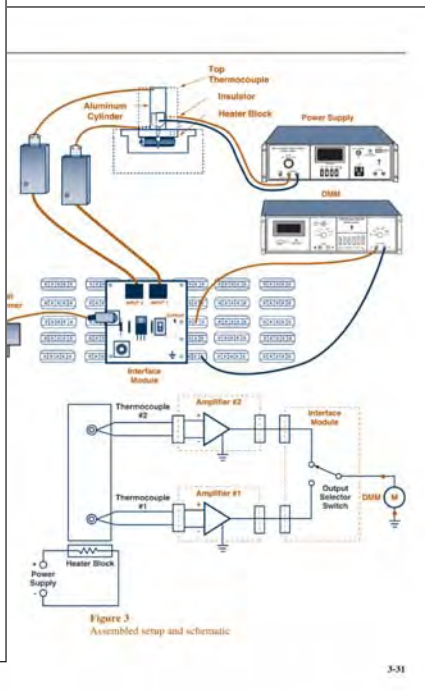 Top
Thermocouple
Aluminum
Cylinder
Insulator
Heater Block
Power Supply
DMM
INPUT 2
INPUT 1
OUTPUT
Interface
Module
Thermocouple
#2
Amplifier #2
+
-
Interface
Module
Thermocouple
#1
Amplifier #1
+
-
Output
Selector
Switch
DMM
M
+
Power
Supply
-
Heater Block
Figure 3
Assembled setup and schematic
3-31